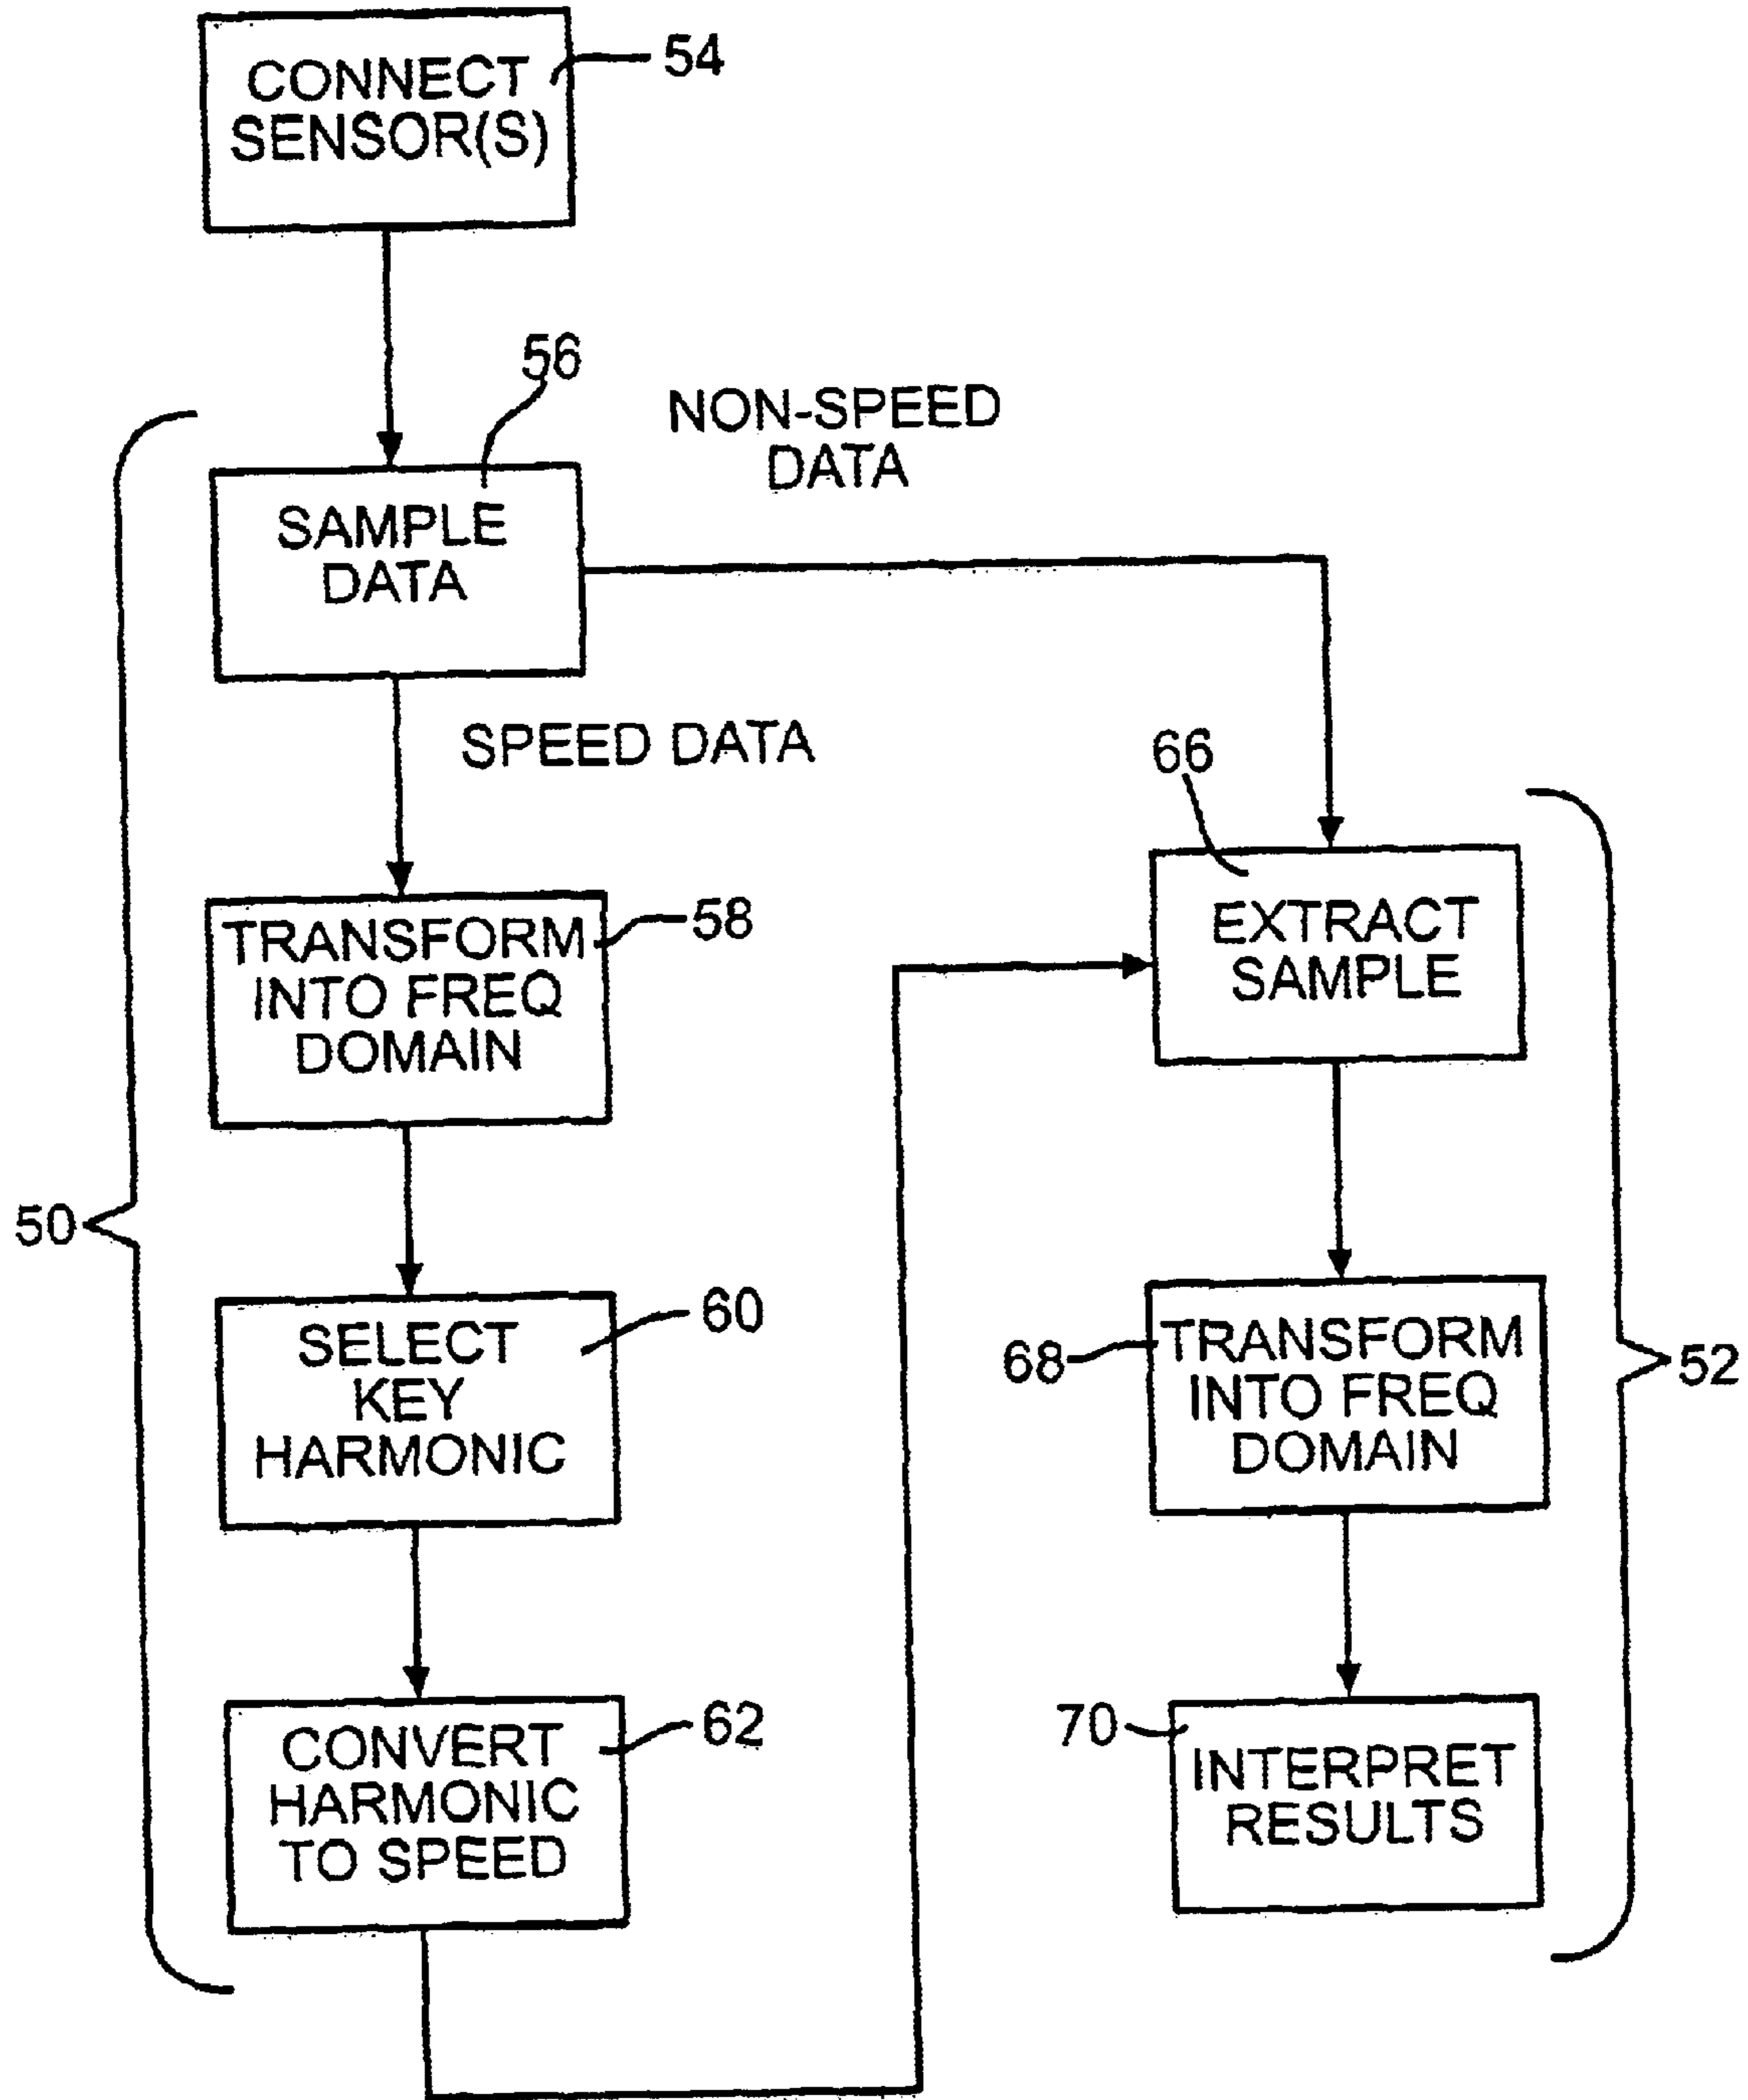 CONNECT
SENSOR(S)
54
56
NON-SPEED
DATA
SAMPLE
DATA
SPEED DATA
66
58
TRANSFORM
INTO FREQ
DOMAIN
EXTRACT
SAMPLE
50
60
SELECT
KEY
HARMONIC
68
TRANSFORM
INTO FREQ
DOMAIN
52
62
CONVERT
HARMONIC
TO SPEED
70
INTERPRET
RESULTS